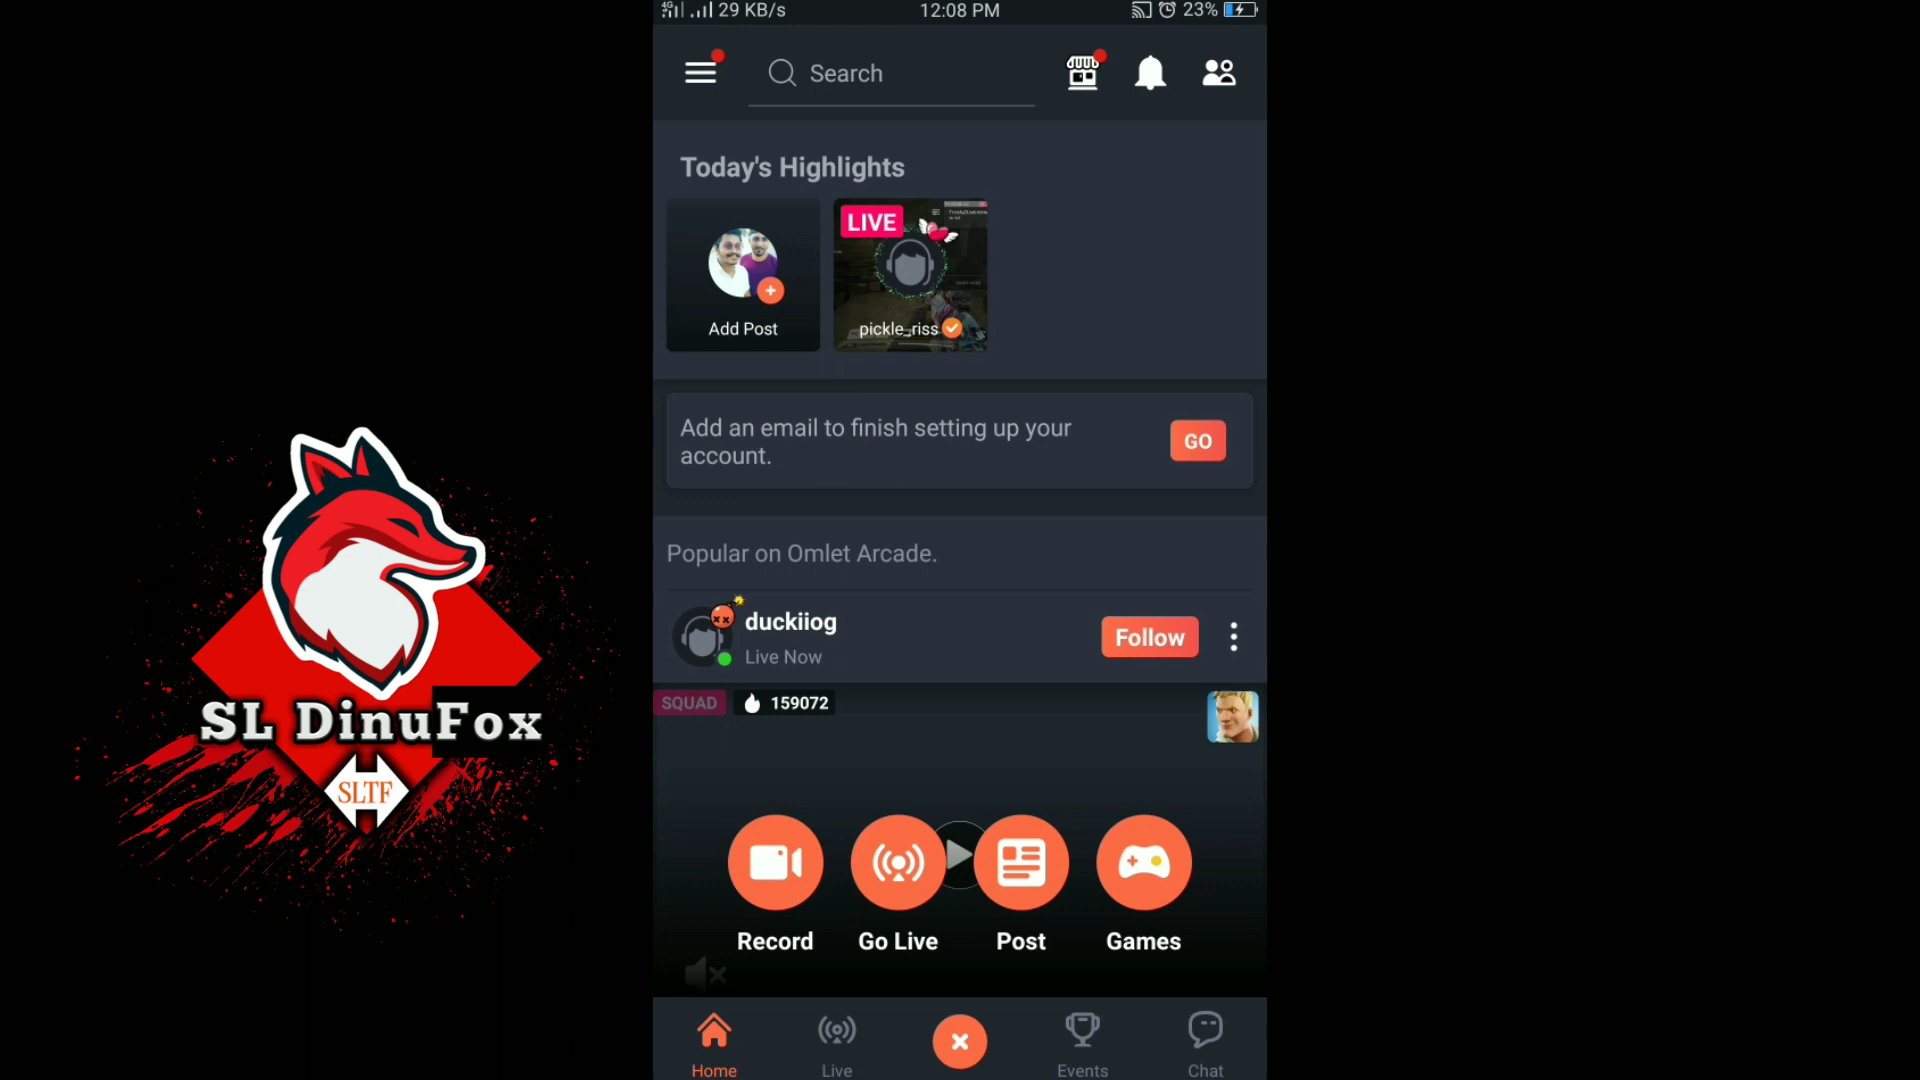 4G 29 KB/s 12:08 PM 23%
Search
Today's Highlights
LIVE
Add Post
pickle_riss
Add an email to finish setting up your
account.
GO
Popular on Omlet Arcade.
duckiiog
Live Now
Follow
SQUAD 159072
Record Go Live Post Games
Home Live Events Chat
SL DinuFox
SLTF